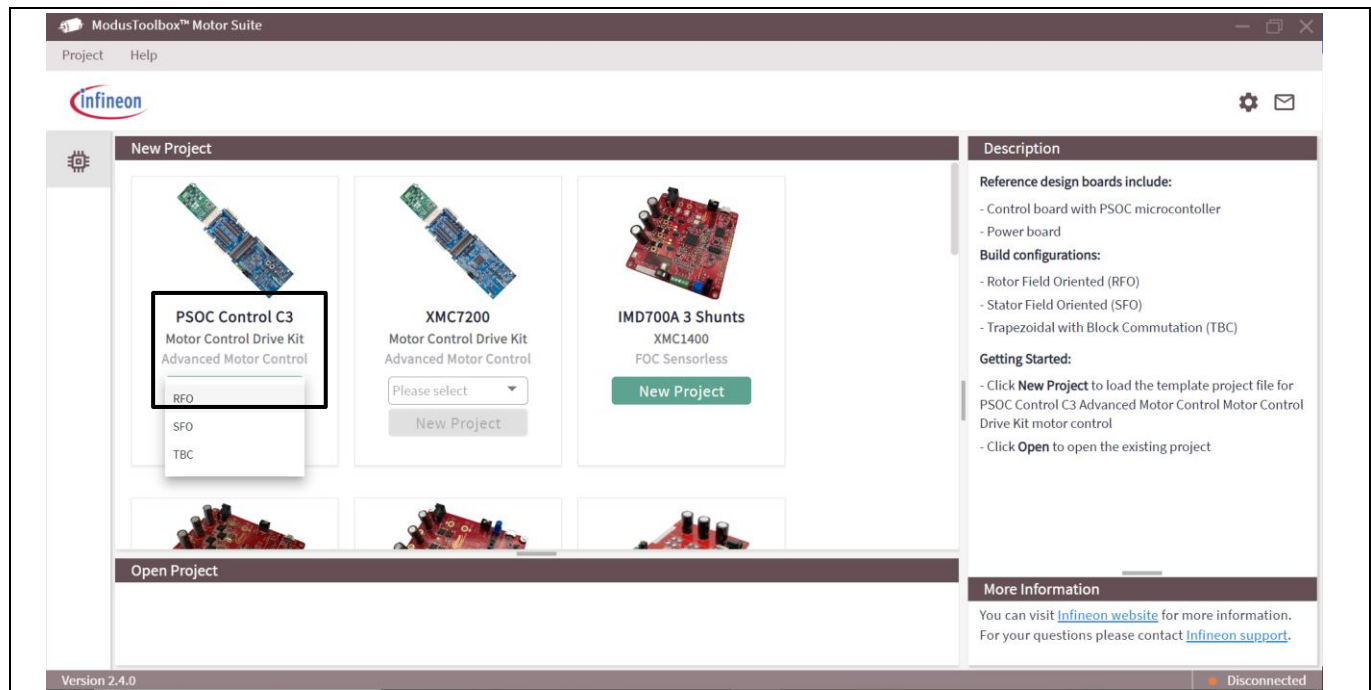 ModusToolbox™ Motor Suite
Project Help
infineon
New Project
PSOC Control C3
Motor Control Drive Kit
Advanced Motor Control
RFO
SFO
TBC
XMC7200
Motor Control Drive Kit
Advanced Motor Control
Please select
New Project
IMD700A 3 Shunts
XMC1400
FOC Sensorless
New Project
Open Project
Description
Reference design boards include:
- Control board with PSOC microcontoller
- Power board
Build configurations:
- Rotor Field Oriented (RFO)
- Stator Field Oriented (SFO)
- Trapezoidal with Block Commutation (TBC)
Getting Started:
- Click New Project to load the template project file for
PSOC Control C3 Advanced Motor Control Motor Control
Drive Kit motor control
- Click Open to open the existing project
More Information
You can visit Infineon website for more information.
For your questions please contact Infineon support.
Version 2.4.0
Disconnected